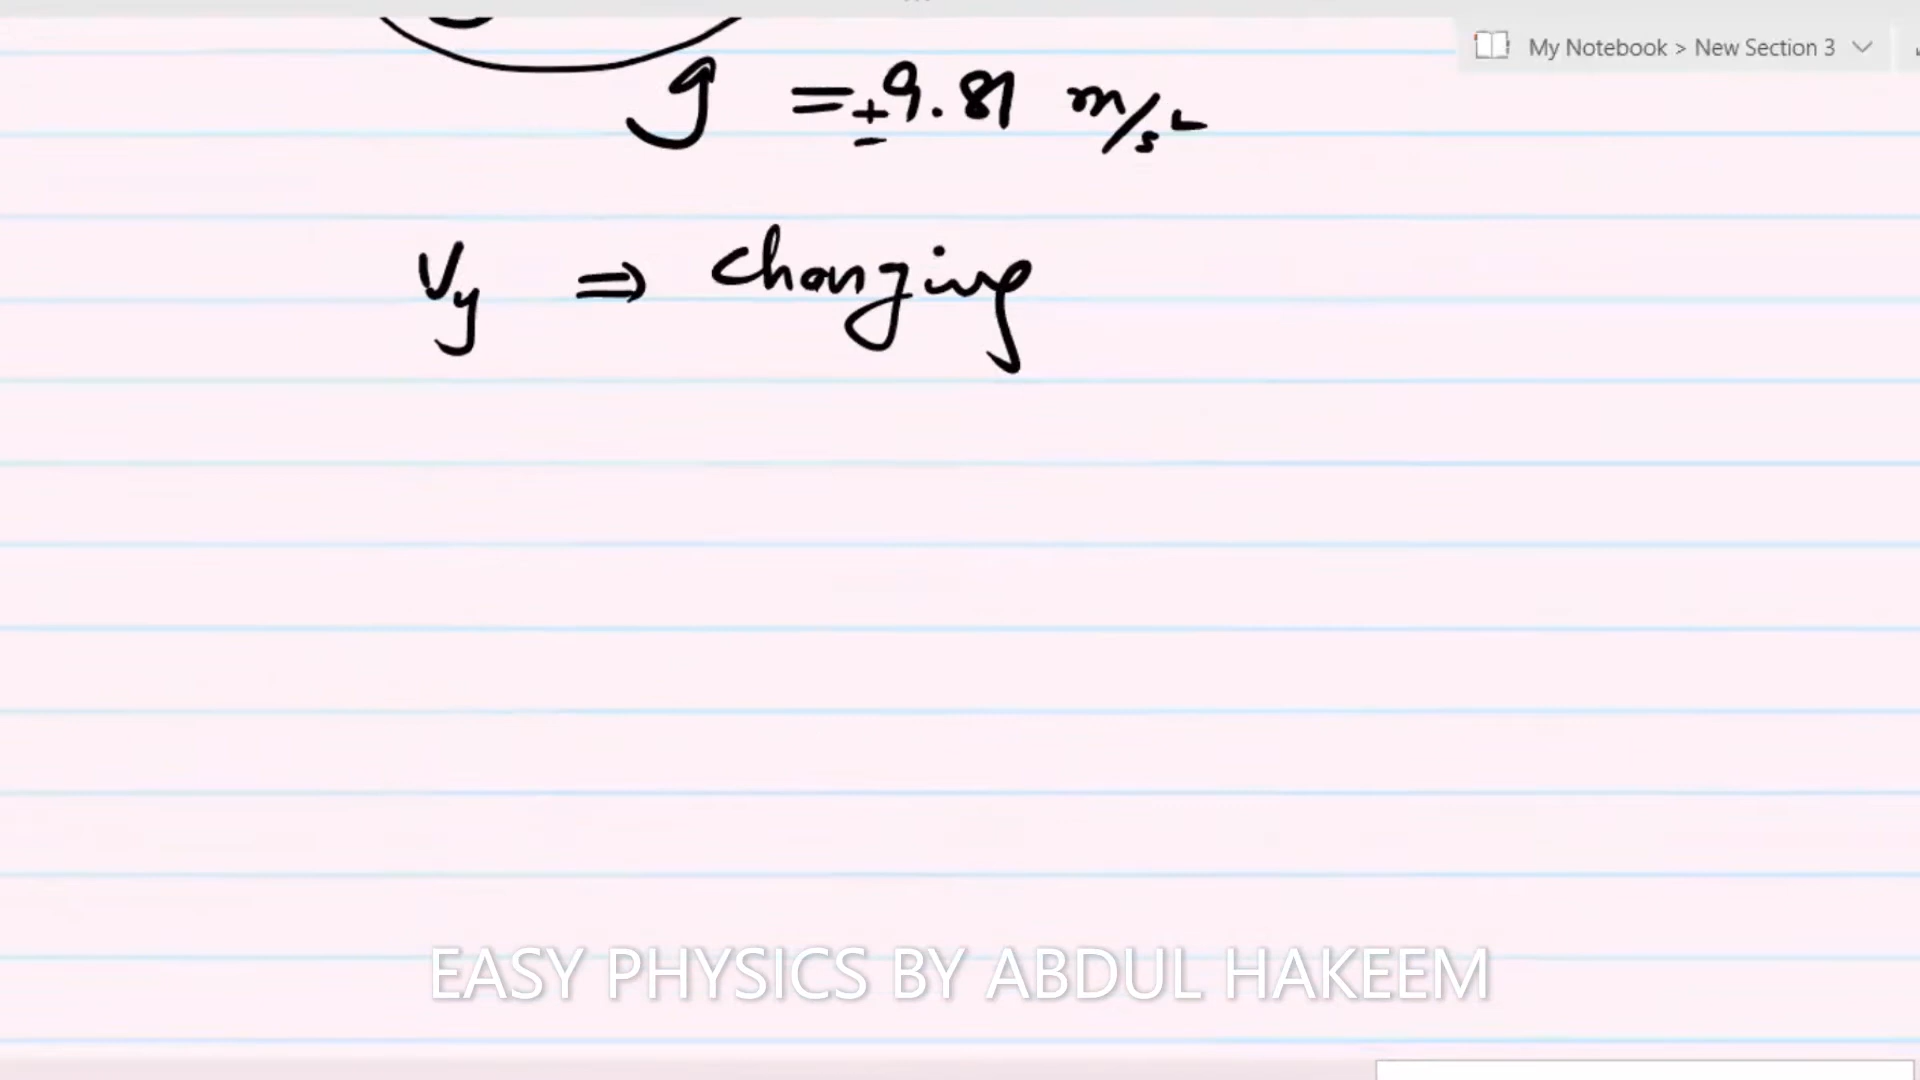 My Notebook > New Section 3
g = ±9.81 m/s²
Vy ⇒ changing
EASY PHYSICS BY ABDUL HAKEEM